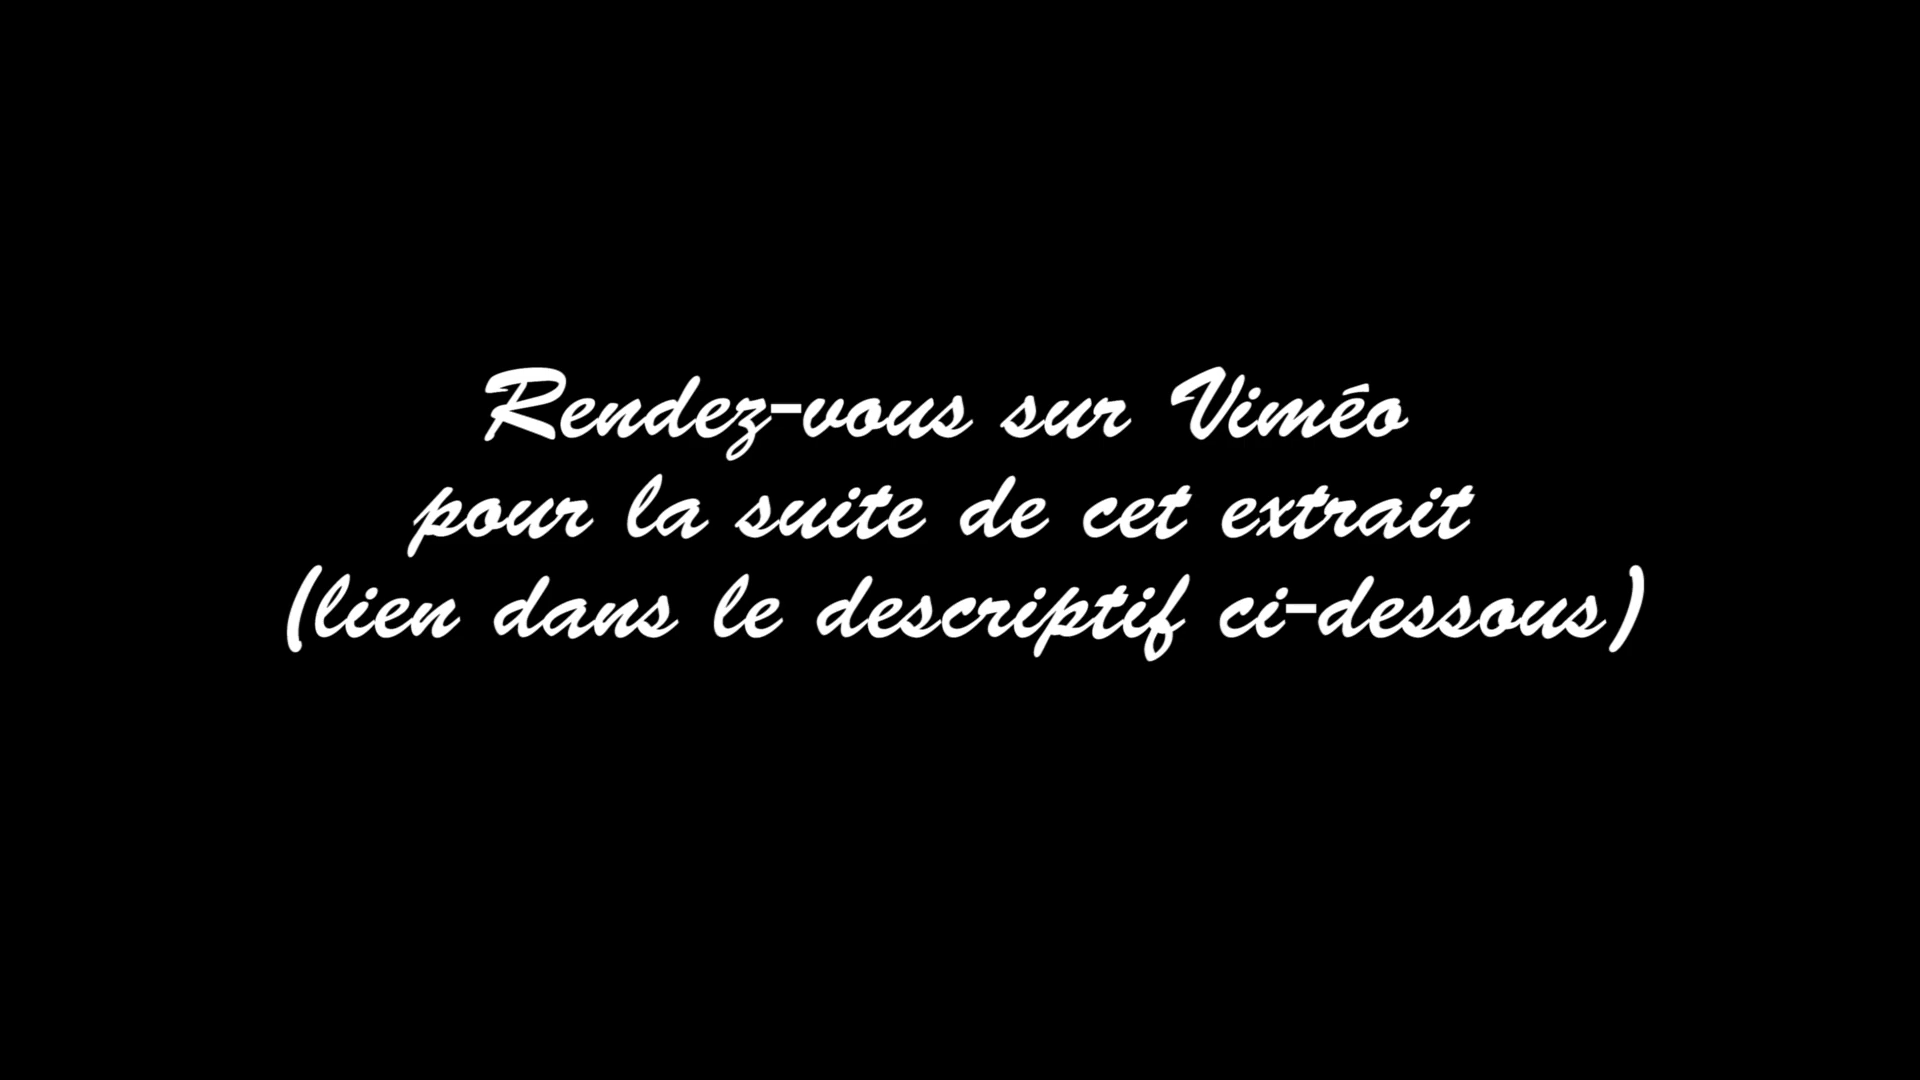 Rendez-vous sur Viméo
pour la suite de cet extrait
(lien dans le descriptif ci-dessous)